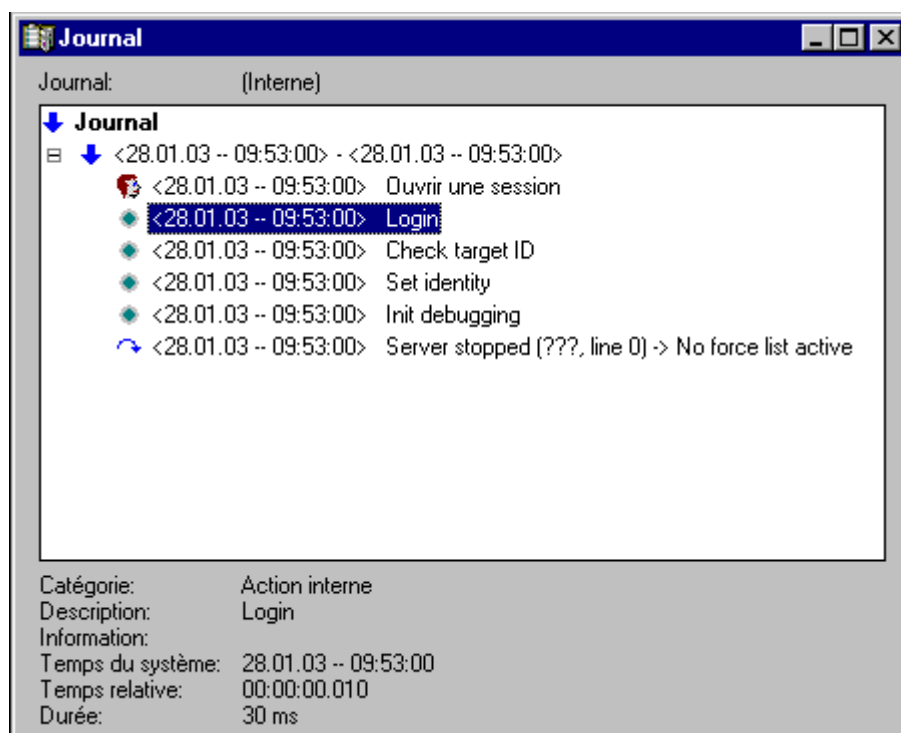 Journal
Journal: (Interne)
Journal
<28.01.03 -- 09:53:00> - <28.01.03 -- 09:53:00>
<28.01.03 -- 09:53:00> Ouvrir une session
<28.01.03 -- 09:53:00> Login
<28.01.03 -- 09:53:00> Check target ID
<28.01.03 -- 09:53:00> Set identity
<28.01.03 -- 09:53:00> Init debugging
<28.01.03 -- 09:53:00> Server stopped (???, line 0) -> No force list active
Catégorie: Action interne
Description: Login
Information:
Temps du système: 28.01.03 -- 09:53:00
Temps relative: 00:00:00.010
Durée: 30 ms